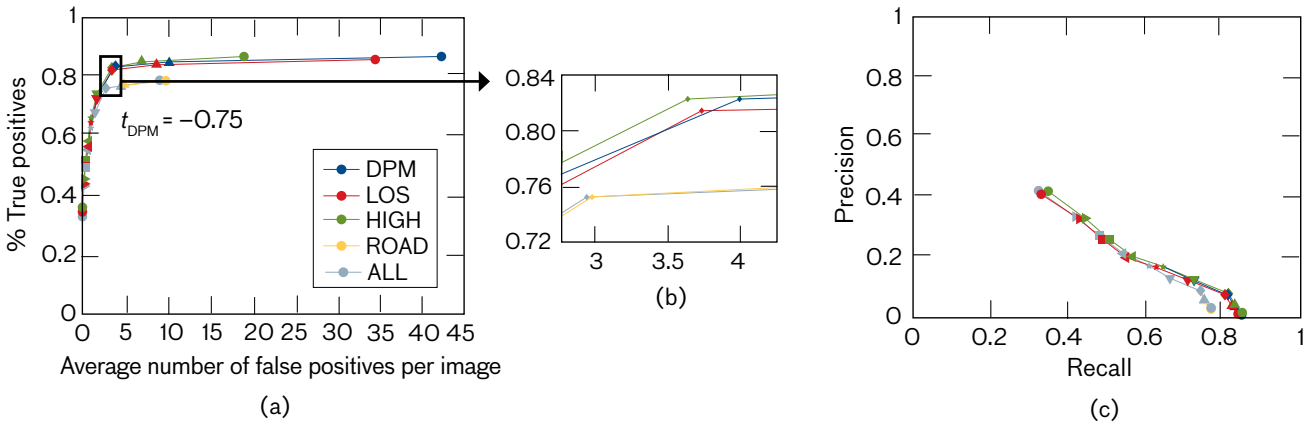 1
0.8
0.6
0.4
0.2
0
% True positives
0 5 10 15 20 25 30 35 40 45
Average number of false positives per image
t DPM = −0.75
DPM
LOS
HIGH
ROAD
ALL
(a)
0.84
0.80
0.76
0.72
3 3.5 4
(b)
1
0.8
0.6
0.4
0.2
0
Precision
0 0.2 0.4 0.6 0.8 1
Recall
(c)